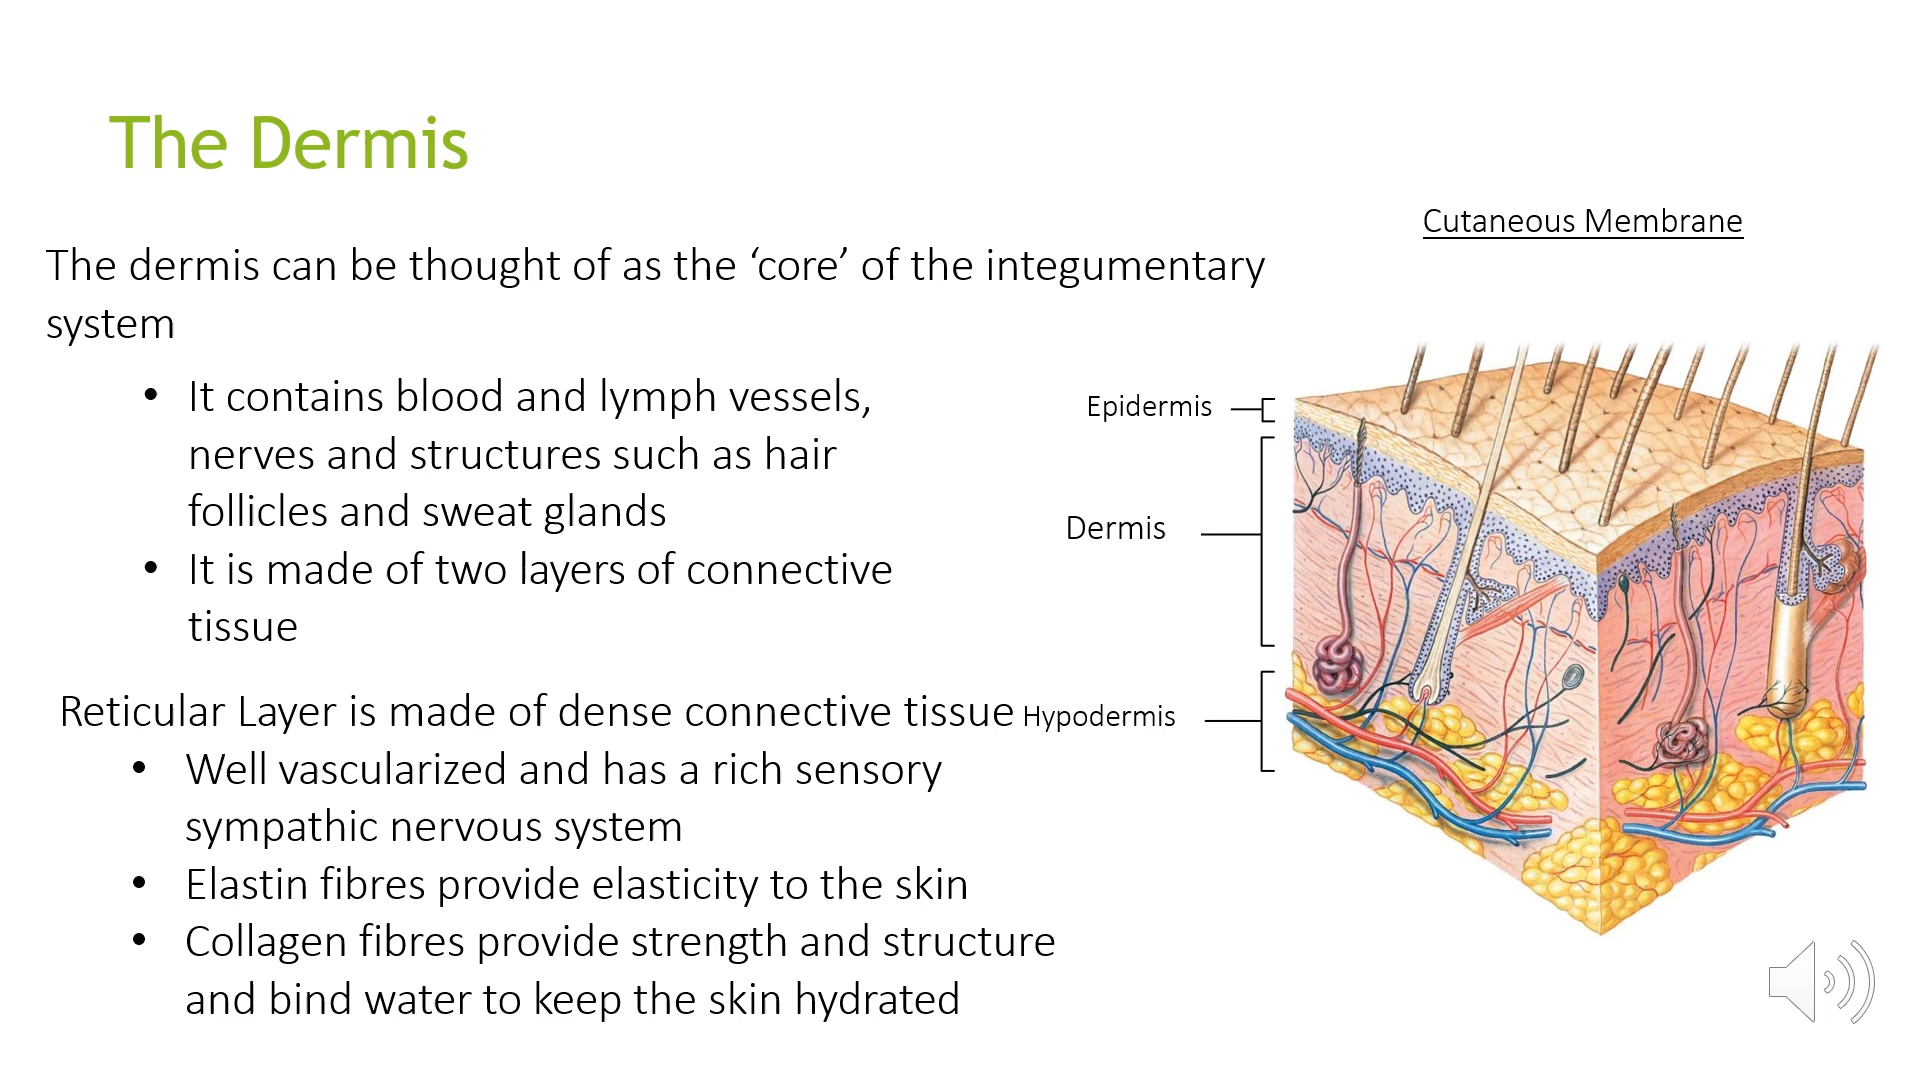 The Dermis
Cutaneous Membrane
The dermis can be thought of as the ‘core’ of the integumentary
system
• It contains blood and lymph vessels,
nerves and structures such as hair
follicles and sweat glands
• It is made of two layers of connective
tissue
Epidermis
Dermis
Hypodermis
Reticular Layer is made of dense connective tissue
• Well vascularized and has a rich sensory
sympathic nervous system
• Elastin fibres provide elasticity to the skin
• Collagen fibres provide strength and structure
and bind water to keep the skin hydrated